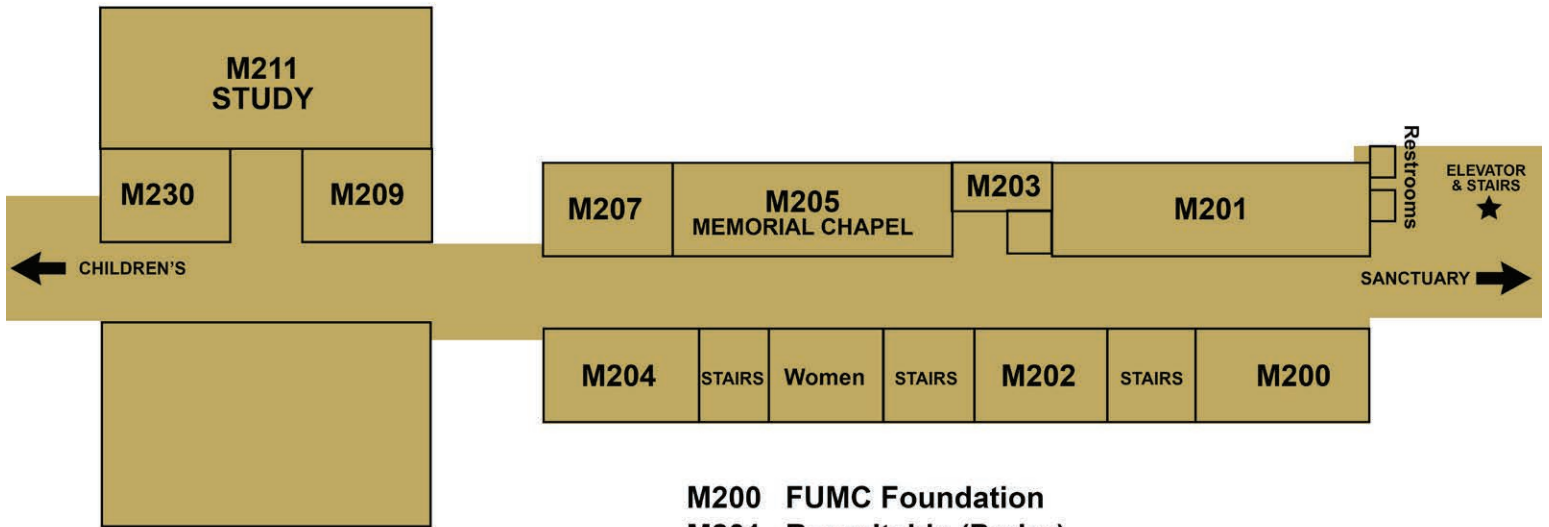 M211
STUDY
M230
M209
CHILDREN'S
M207
M205
MEMORIAL CHAPEL
M203
M201
Restrooms
ELEVATOR
& STAIRS
SANCTUARY
M204
STAIRS
Women
STAIRS
M202
STAIRS
M200
M200 FUMC Foundation